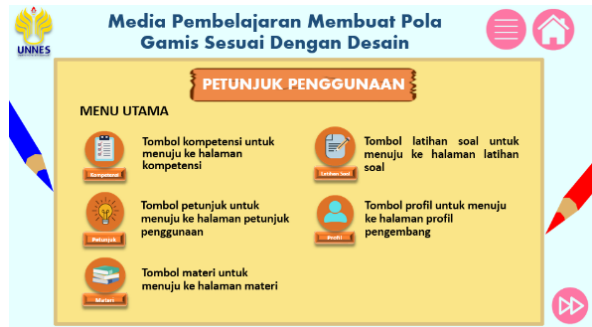 UNNES
Media Pembelajaran Membuat Pola
Gamis Sesuai Dengan Desain
PETUNJUK PENGGUNAAN
MENU UTAMA
Kompetensi
Tombol kompetensi untuk
menuju ke halaman
kompetensi
Petunjuk
Tombol petunjuk untuk
menuju ke halaman petunjuk
penggunaan
Materi
Tombol materi untuk
menuju ke halaman materi
Latihan Soal
Tombol latihan soal untuk
menuju ke halaman latihan
soal
Profil
Tombol profil untuk menuju
ke halaman profil
pengembang